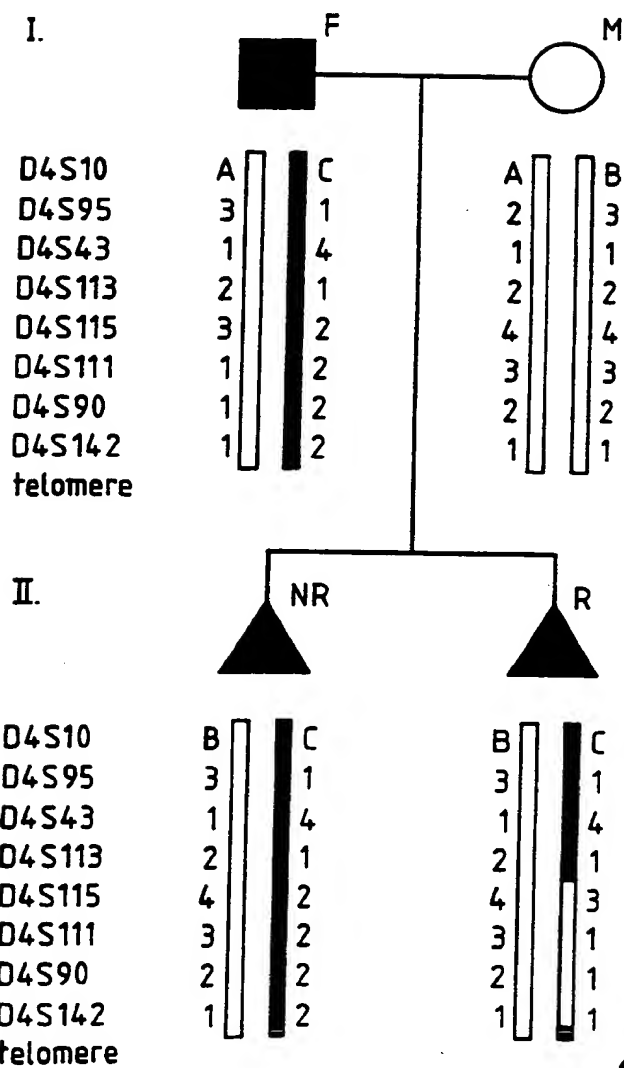 I. F M
D4S10 A C A B
D4S95 3 1 2 3
D4S43 1 4 1 1
D4S113 2 1 2 2
D4S115 3 2 4 4
D4S111 1 2 3 3
D4S90 1 2 2 2
D4S142 1 2 1 1
telomere
II. NR R
D4S10 B C B C
D4S95 3 1 3 1
D4S43 1 4 1 4
D4S113 2 1 2 1
D4S115 4 2 4 3
D4S111 3 2 3 1
D4S90 2 2 2 1
D4S142 1 2 1 1
telomere